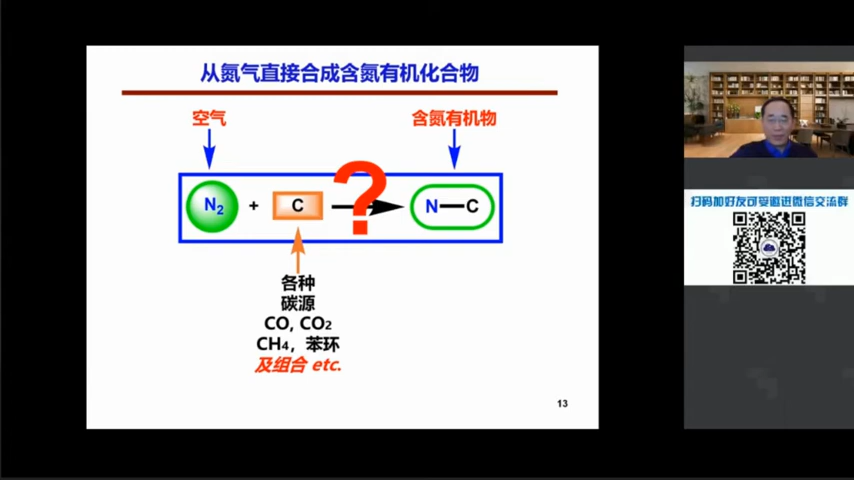 从氮气直接合成含氮有机化合物
空气
含氮有机物
N2 + C ? N—C
各种
碳源
CO, CO2
CH4，苯环
及组合 etc.
13
扫码加好友可受邀进微信交流群